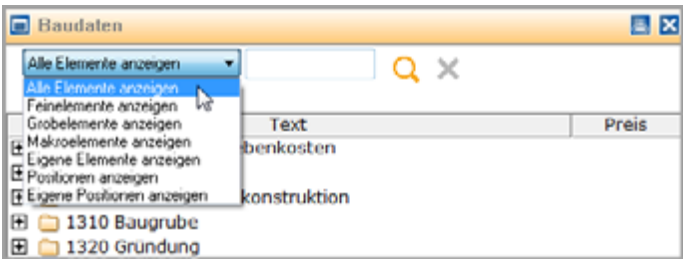 Baudaten
Alle Elemente anzeigen
Alle Elemente anzeigen
Feinelemente anzeigen
Grobelemente anzeigen
Makroelemente anzeigen
Eigene Elemente anzeigen
Positionen anzeigen
Eigene Positionen anzeigen
Text Preis
benkosten
konstruktion
1310 Baugrube
1320 Gründung